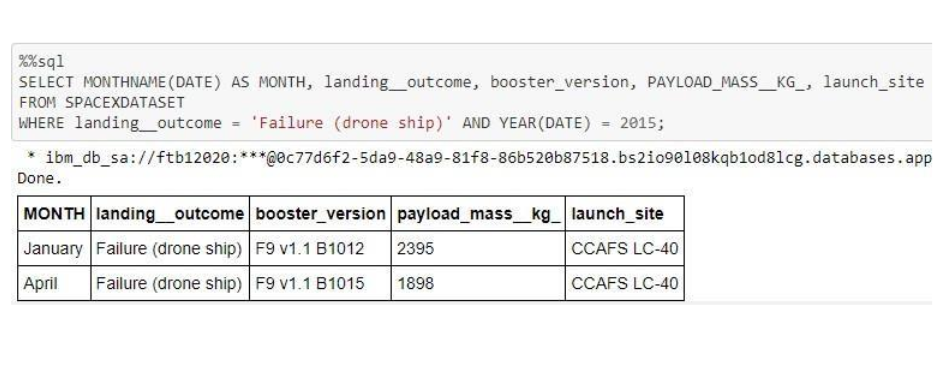 %%sql
SELECT MONTHNAME(DATE) AS MONTH, landing__outcome, booster_version, PAYLOAD_MASS__KG_, launch_site
FROM SPACEXDATASET
WHERE landing__outcome = 'Failure (drone ship)' AND YEAR(DATE) = 2015;
* ibm_db_sa://ftb12020:***@0c77d6f2-5da9-48a9-81f8-86b520b87518.bs2io90l08kqb1od8lcg.databases.app
Done.
MONTH landing__outcome booster_version payload_mass__kg_ launch_site
January Failure (drone ship) F9 v1.1 B1012 2395 CCAFS LC-40
April Failure (drone ship) F9 v1.1 B1015 1898 CCAFS LC-40